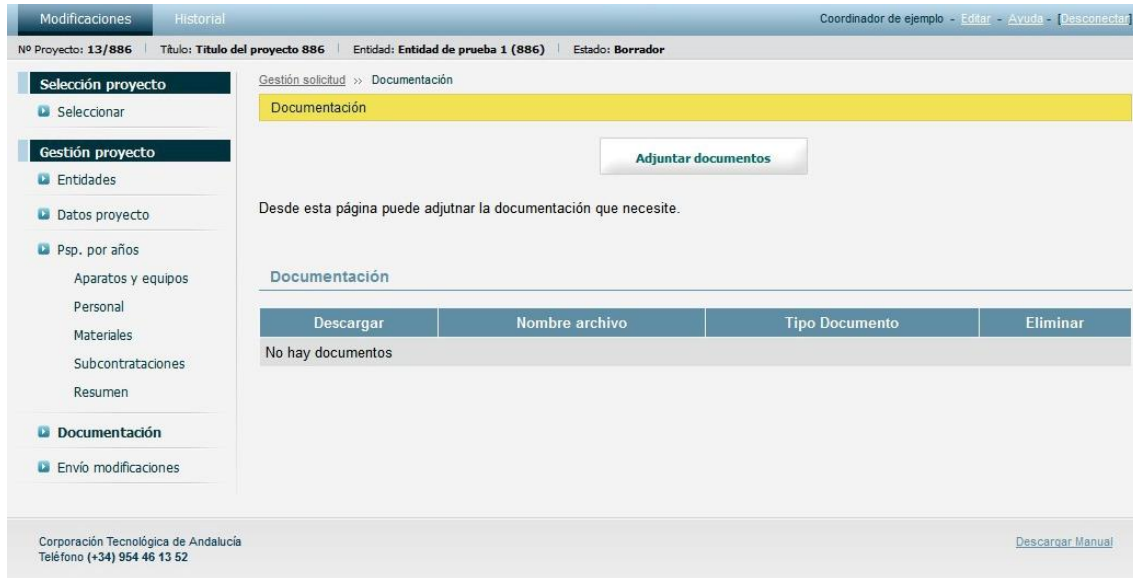 Modificaciones Historial Coordinador de ejemplo - Editar - Ayuda - [Desconectar]
Nº Proyecto: 13/886 Título: Titulo del proyecto 886 Entidad: Entidad de prueba 1 (886) Estado: Borrador
Selección proyecto
Seleccionar
Gestión proyecto
Entidades
Datos proyecto
Psp. por años
Aparatos y equipos
Personal
Materiales
Subcontrataciones
Resumen
Documentación
Envío modificaciones
Gestión solicitud >> Documentación
Documentación
Adjuntar documentos
Desde esta página puede adjutnar la documentación que necesite.
Documentación
Descargar Nombre archivo Tipo Documento Eliminar
No hay documentos
Corporación Tecnológica de Andalucía
Teléfono (+34) 954 46 13 52
Descargar Manual